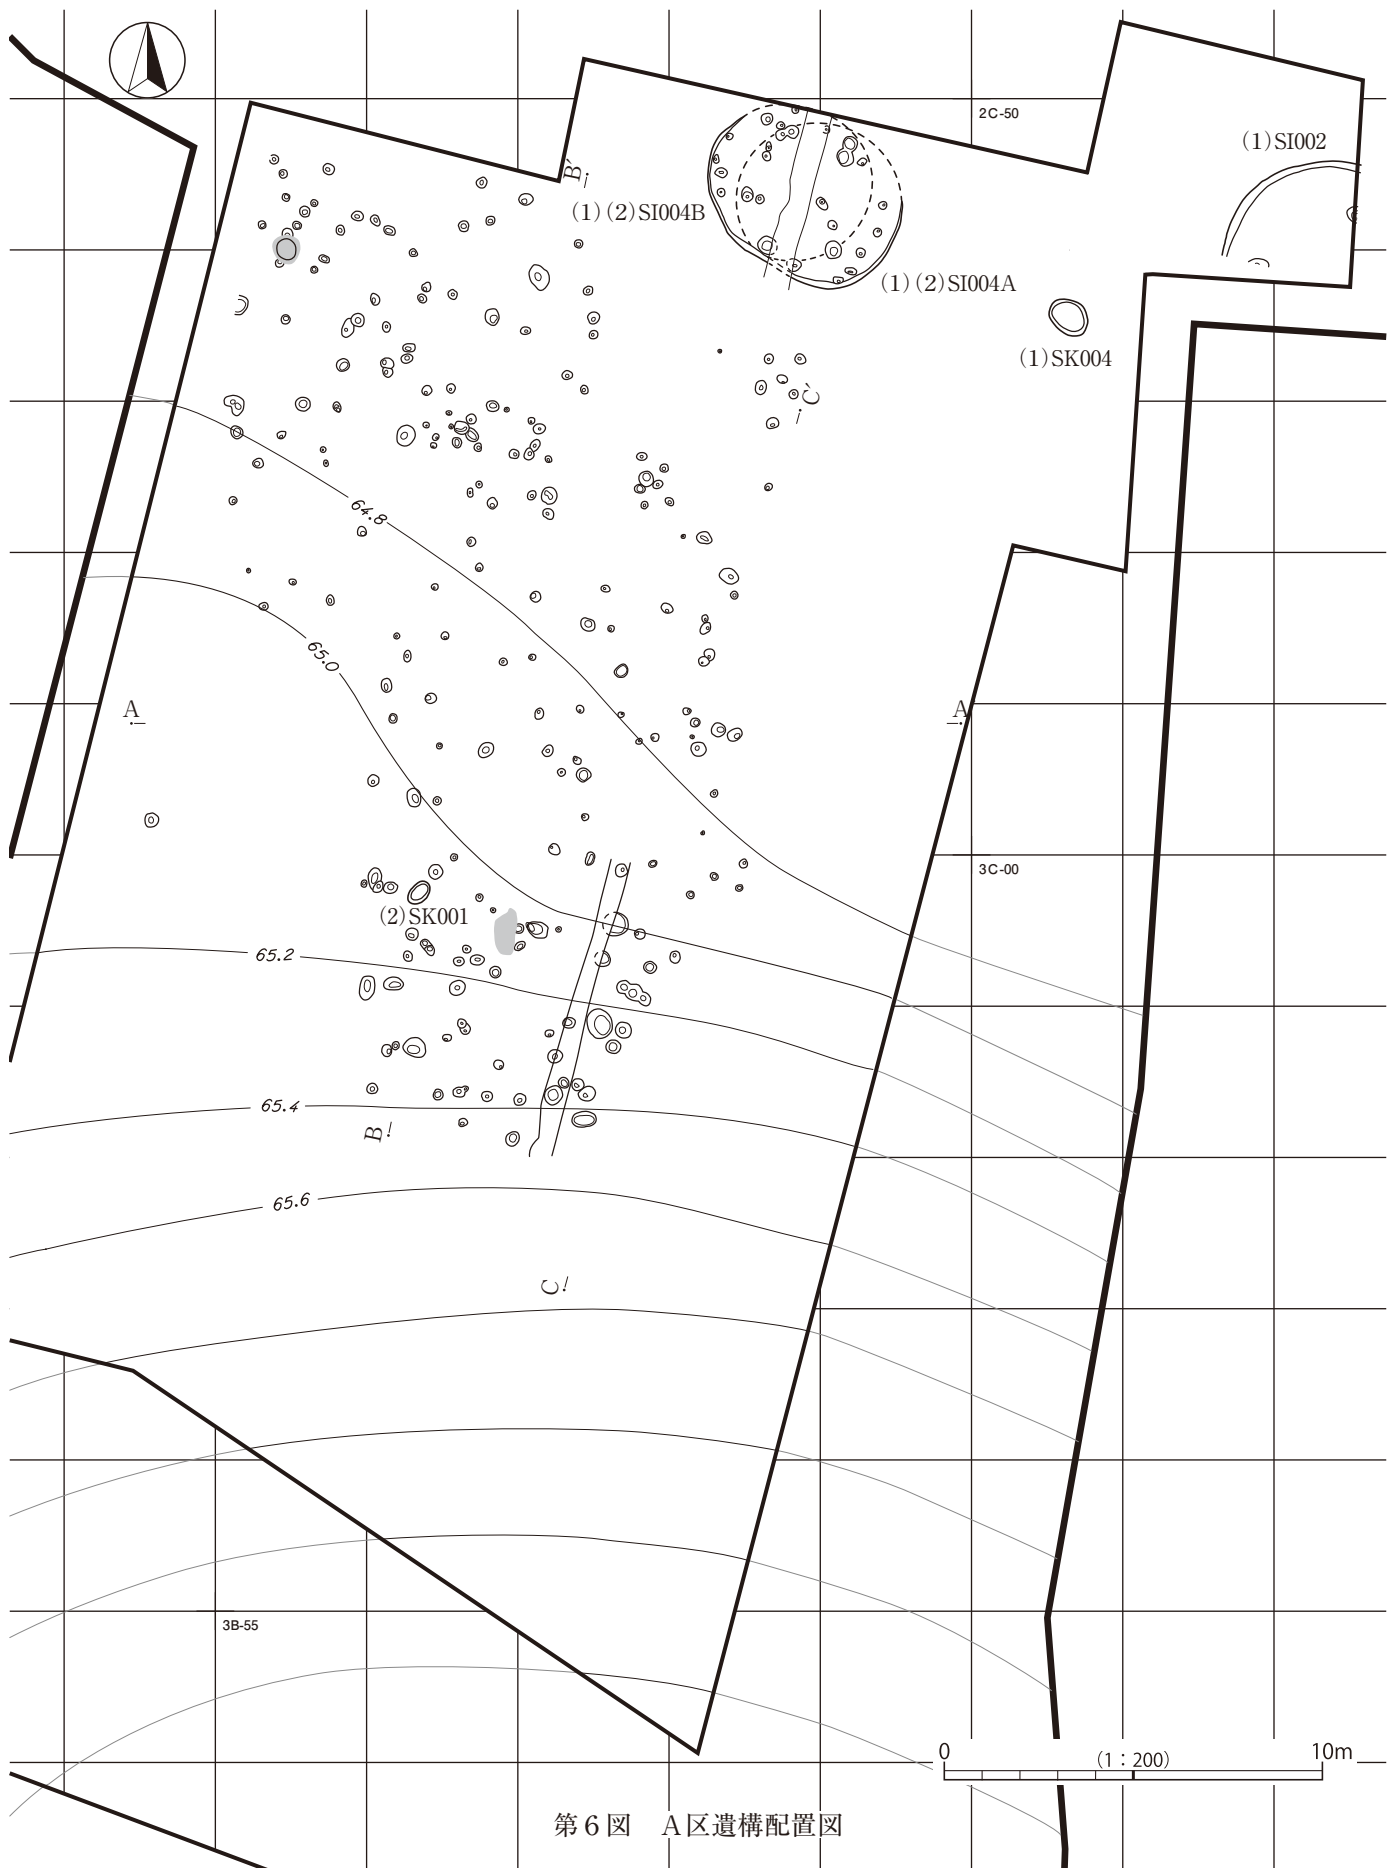 2C-50
(1)SI002
B′
(1)(2)SI004B
(1)(2)SI004A
(1)SK004
C′
64.8
65.0
A
A
3C-00
(2)SK001
65.2
65.4
B
65.6
C
3B-55
0 (1：200) 10m
第６図　Ａ区遺構配置図